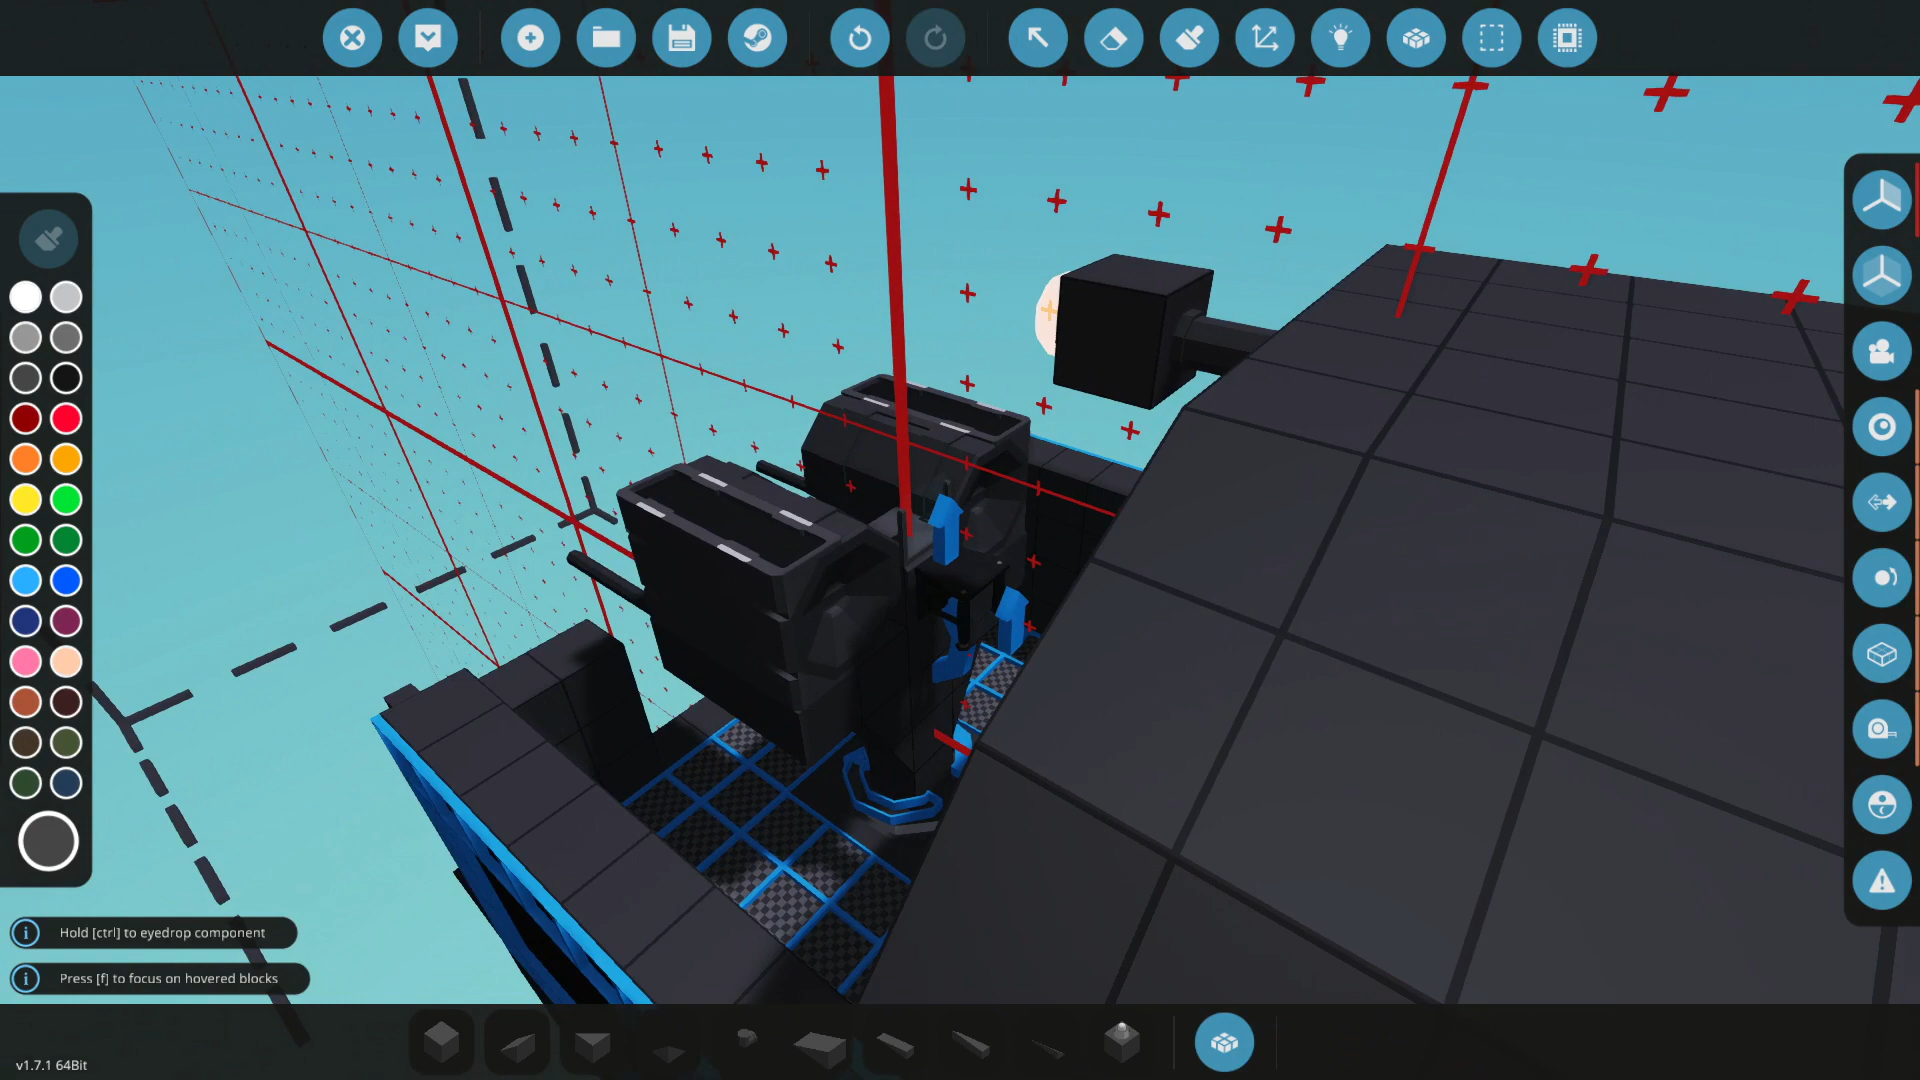 Hold [ctrl] to eyedrop component
Press [f] to focus on hovered blocks
v1.7.1 64Bit